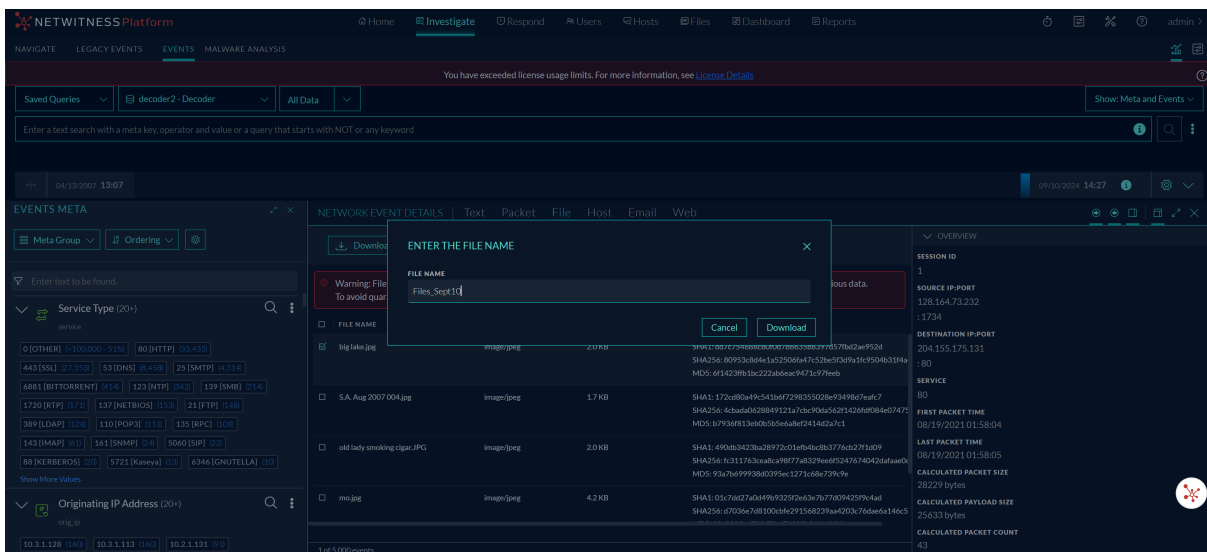 NETWITNESS Platform
Home Investigate Respond Users Hosts Files Dashboard Reports admin >
NAVIGATE LEGACY EVENTS EVENTS MALWARE ANALYSIS
You have exceeded license usage limits. For more information, see License Details
Saved Queries decoder2 - Decoder All Data Show: Meta and Events
Enter a text search with a meta key, operator and value or a query that starts with NOT or any keyword
04/13/2007 13:07 09/10/2024 14:27
EVENTS META
Meta Group Ordering
Enter text to be found.
Service Type (20+)
service
0 [OTHER] (>100,000 - 51%) 80 [HTTP] (33,435)
443 [SSL] (27,353) 53 [DNS] (8,458) 25 [SMTP] (4,314)
6881 [BITTORRENT] (414) 123 [NTP] (342) 139 [SMB] (214)
1720 [RTP] (171) 137 [NETBIOS] (153) 21 [FTP] (148)
389 [LDAP] (124) 110 [POP3] (113) 135 [RPC] (108)
143 [IMAP] (61) 161 [SNMP] (24) 5060 [SIP] (22)
88 [KERBEROS] (20) 5721 [Kaseya] (13) 6346 [GNUTELLA] (10)
Show More Values
Originating IP Address (20+)
orig_ip
10.3.1.128 (160) 10.3.1.113 (160) 10.2.1.131 (91)
NETWORK EVENT DETAILS Text Packet File Host Email Web
Downloa
Warning: File
ious data.
To avoid quar
FILE NAME
big lake.jpg image/jpeg 2.0 KB
MD5: 6f1423ffb1bc222ab6eac9471c97feeb
S.A. Aug 2007 004.jpg image/jpeg 1.7 KB SHA1: 172cd80a49c541b6f7298355028e93498d7eafc7
MD5: b7936f813eb0b5b5e6a8ef2414d2a7c1
old lady smoking cigar.JPG image/jpeg 2.0 KB SHA1: 490db3423ba28972c01efb4bc8b3776cb27f1d09
MD5: 93a7b699938d0395ec1271c68e739c9e
mo.jpg image/jpeg 4.2 KB SHA1: 01c7dd27a0d49b9325f2e63e7b77d09425f9c4ad
1 of 5,000 events
ENTER THE FILE NAME
FILE NAME
Files_Sept10
Cancel Download
OVERVIEW
SESSION ID
1
SOURCE IP:PORT
128.164.73.232
: 1734
DESTINATION IP:PORT
204.155.175.131
: 80
SERVICE
80
FIRST PACKET TIME
08/19/2021 01:58:04
LAST PACKET TIME
08/19/2021 01:58:05
CALCULATED PACKET SIZE
28229 bytes
CALCULATED PAYLOAD SIZE
25633 bytes
CALCULATED PACKET COUNT
43